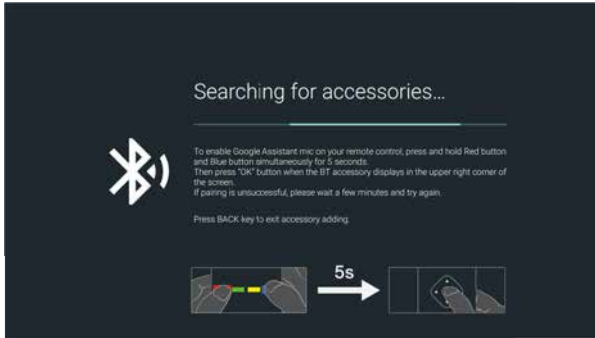 Searching for accessories...
To enable Google Assistant mic on your remote control, press and hold Red button
and Blue button simultaneously for 5 seconds.
Then press "OK" button when the BT accessory displays in the upper right corner of
the screen.
If pairing is unsuccessful, please wait a few minutes and try again.
Press BACK key to exit accessory adding.
5s